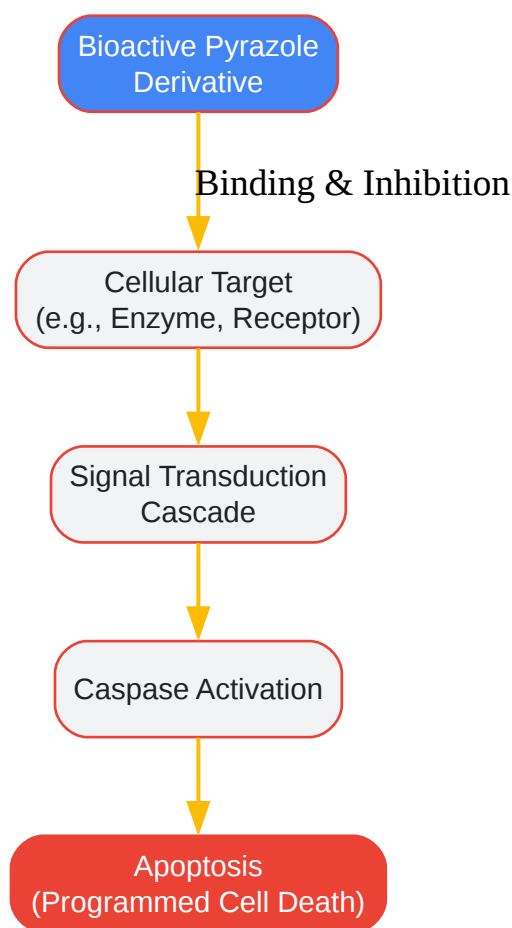 Bioactive Pyrazole
Derivative
Binding & Inhibition
Cellular Target
(e.g., Enzyme, Receptor)
Signal Transduction
Cascade
Caspase Activation
Apoptosis
(Programmed Cell Death)